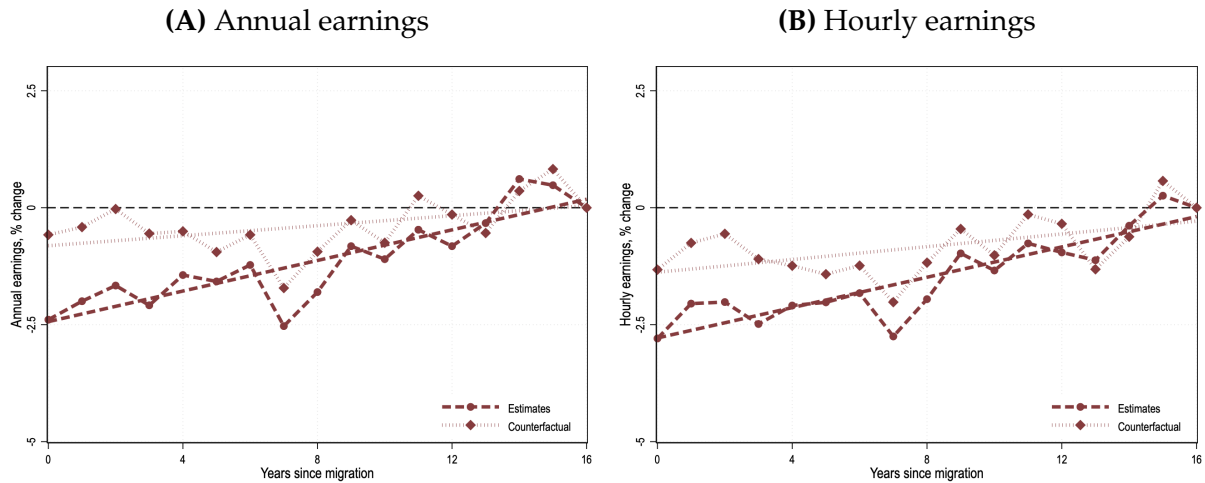 (A) Annual earnings
2.5
0
-2.5
-5
Annual earnings, % change
0 4 8 12 16
Years since migration
Estimates
Counterfactual
(B) Hourly earnings
2.5
0
-2.5
-5
Hourly earnings, % change
0 4 8 12 16
Years since migration
Estimates
Counterfactual